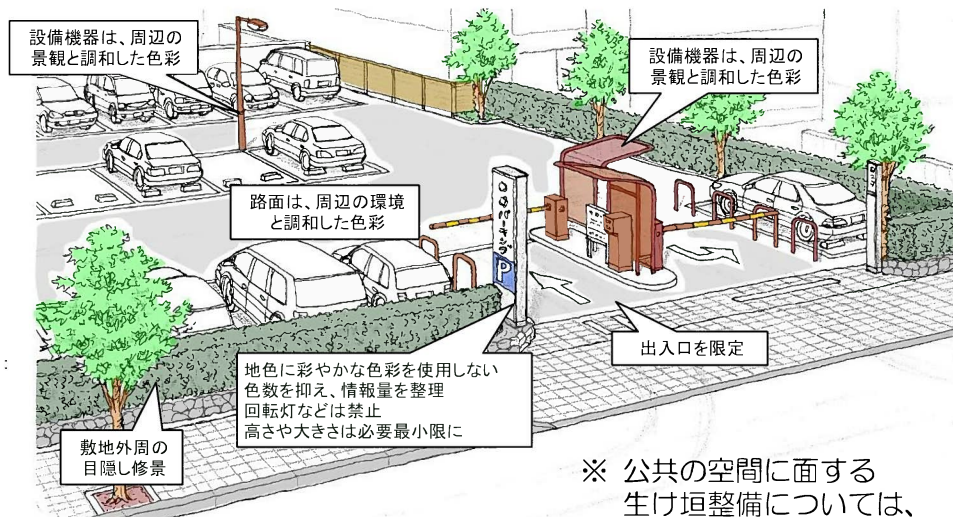 設備機器は、周辺の
景観と調和した色彩
設備機器は、周辺の
景観と調和した色彩
路面は、周辺の環境
と調和した色彩
パーキング
P
出入口を限定
地色に彩やかな色彩を使用しない
色数を抑え、情報量を整理
回転灯などは禁止
高さや大きさは必要最小限に
敷地外周の
目隠し修景
:
※ 公共の空間に面する
生け垣整備については、